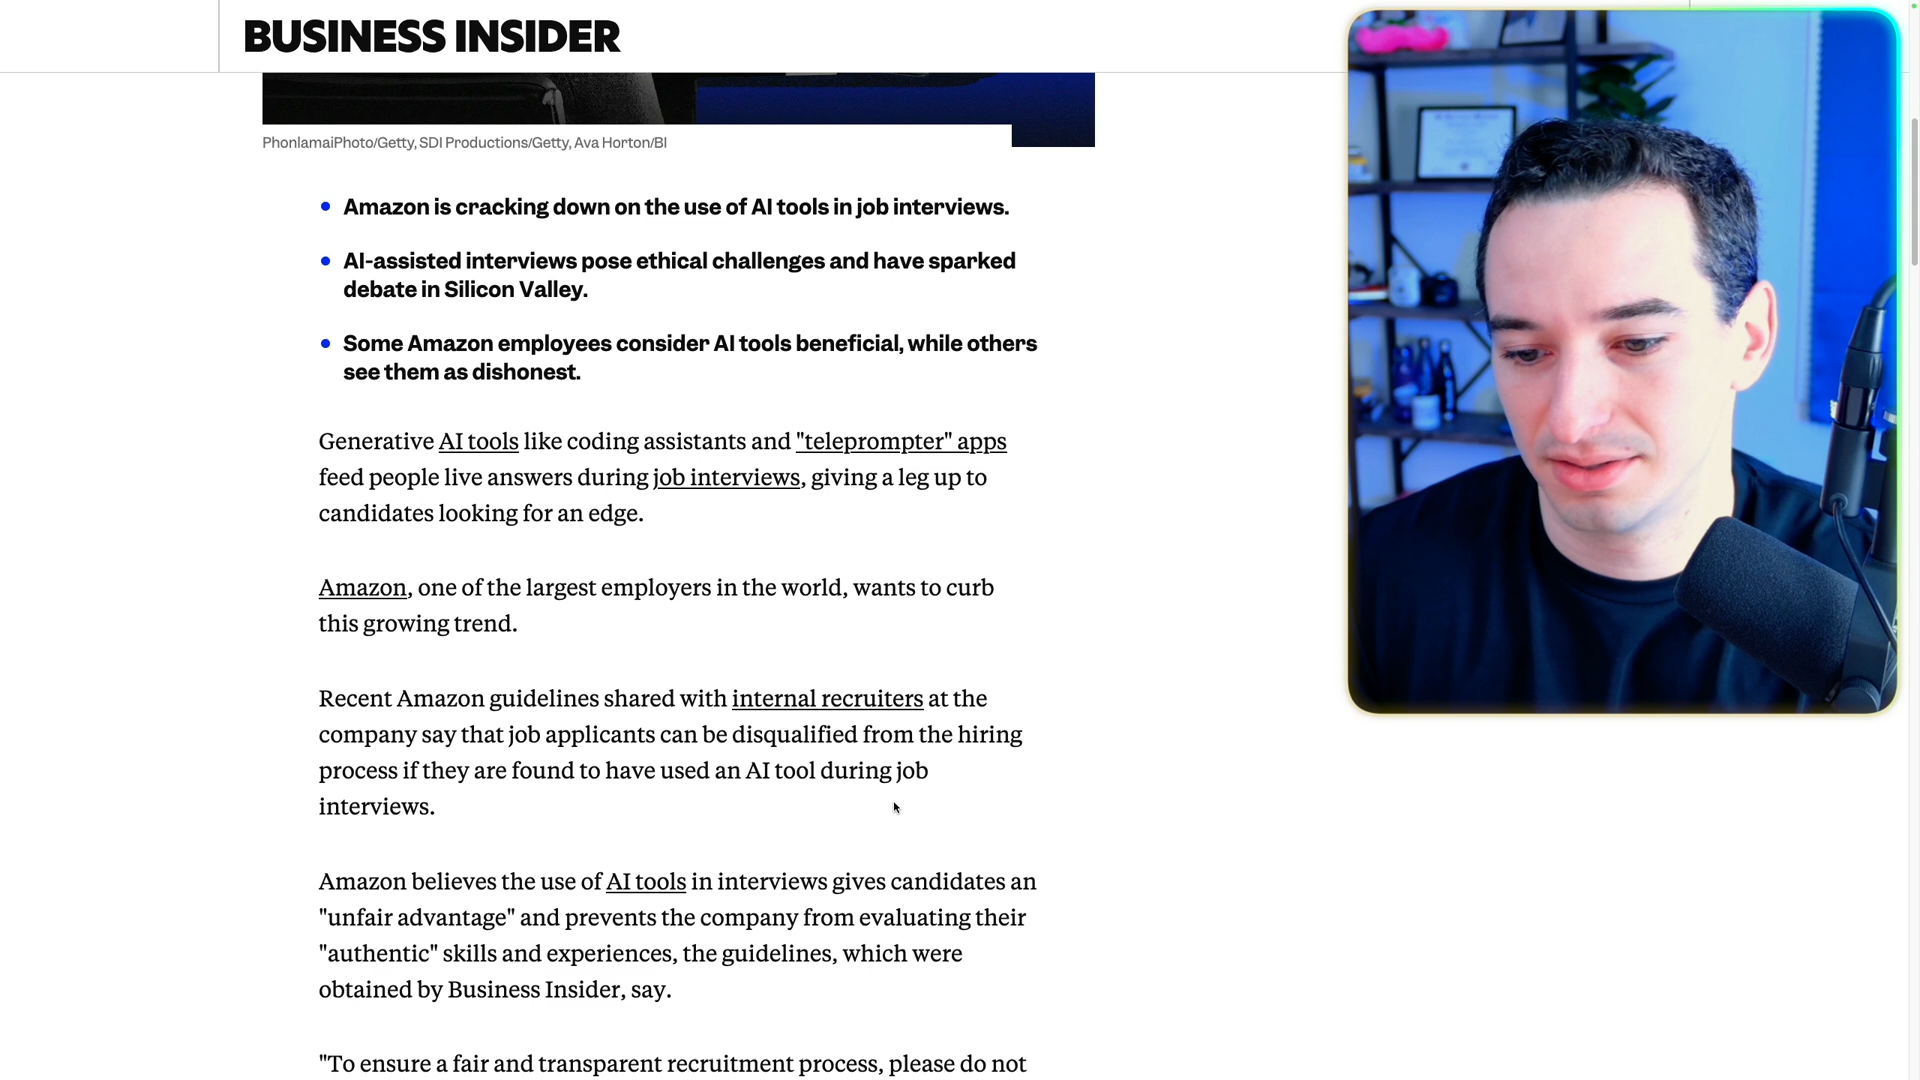 BUSINESS INSIDER
PhonlamaiPhoto/Getty, SDI Productions/Getty, Ava Horton/BI
Amazon is cracking down on the use of AI tools in job interviews.
AI-assisted interviews pose ethical challenges and have sparked
debate in Silicon Valley.
Some Amazon employees consider AI tools beneficial, while others
see them as dishonest.
Generative AI tools like coding assistants and "teleprompter" apps
feed people live answers during job interviews, giving a leg up to
candidates looking for an edge.
Amazon, one of the largest employers in the world, wants to curb
this growing trend.
Recent Amazon guidelines shared with internal recruiters at the
company say that job applicants can be disqualified from the hiring
process if they are found to have used an AI tool during job
interviews.
Amazon believes the use of AI tools in interviews gives candidates an
"unfair advantage" and prevents the company from evaluating their
"authentic" skills and experiences, the guidelines, which were
obtained by Business Insider, say.
"To ensure a fair and transparent recruitment process, please do not